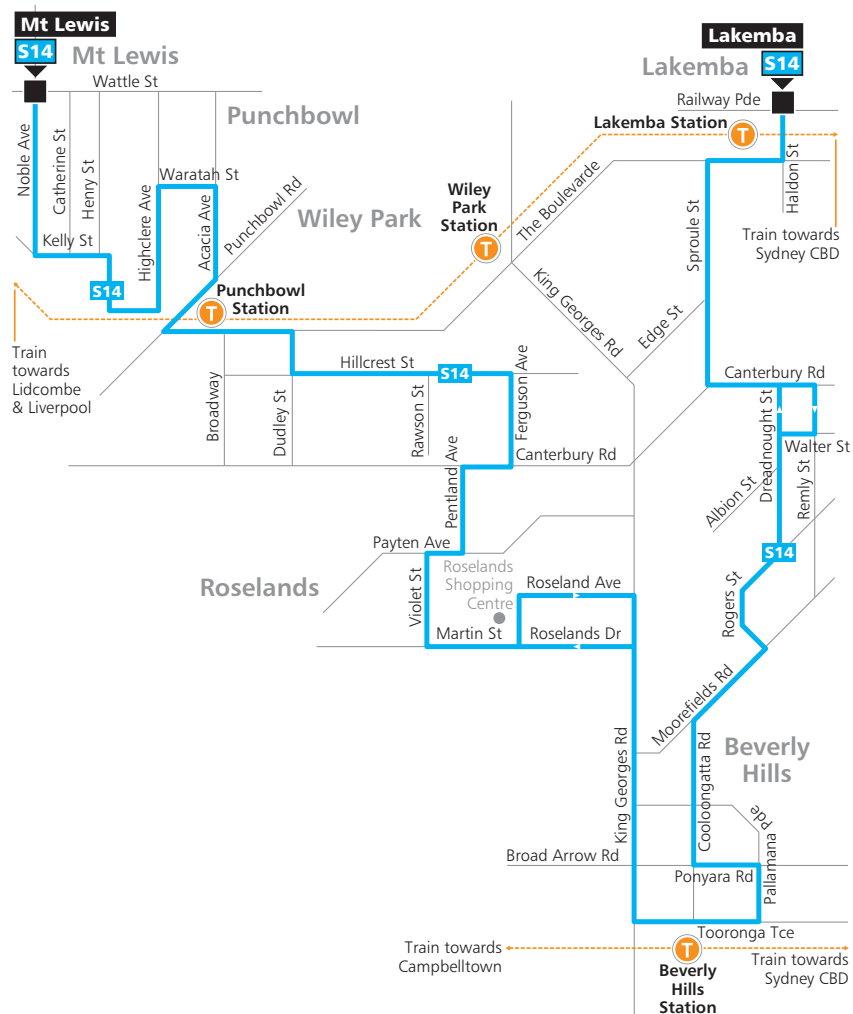 Mt Lewis
S14
Mt Lewis
Wattle St
Lakemba
S14
Lakemba
Railway Pde
Punchbowl
Lakemba Station
T
Noble Ave
Catherine St
Henry St
Highclere Ave
Waratah St
Acacia Ave
Punchbowl Rd
Wiley Park
Wiley
Park
Station
T
The Boulevarde
Haldon St
Sproule St
Train towards
Sydney CBD
Kelly St
S14
Punchbowl
Station
T
King Georges Rd
Edge St
Train
towards
Lidcombe
& Liverpool
Hillcrest St
S14
Broadway
Dudley St
Rawson St
Ferguson Ave
Canterbury Rd
Canterbury Rd
Dreadnought St
Walter St
Remly St
Albion St
Pentland Ave
Payten Ave
S14
Roselands
Violet St
Roselands
Shopping
Centre
Roseland Ave
Rogers St
Martin St
Roselands Dr
Moorefields Rd
King Georges Rd
Cooloongatta Rd
Beverly
Hills
Pallamana
Pde
Broad Arrow Rd
Ponyara Rd
Tooronga Tce
Train towards
Campbelltown
T
Beverly
Hills
Station
Train towards
Sydney CBD